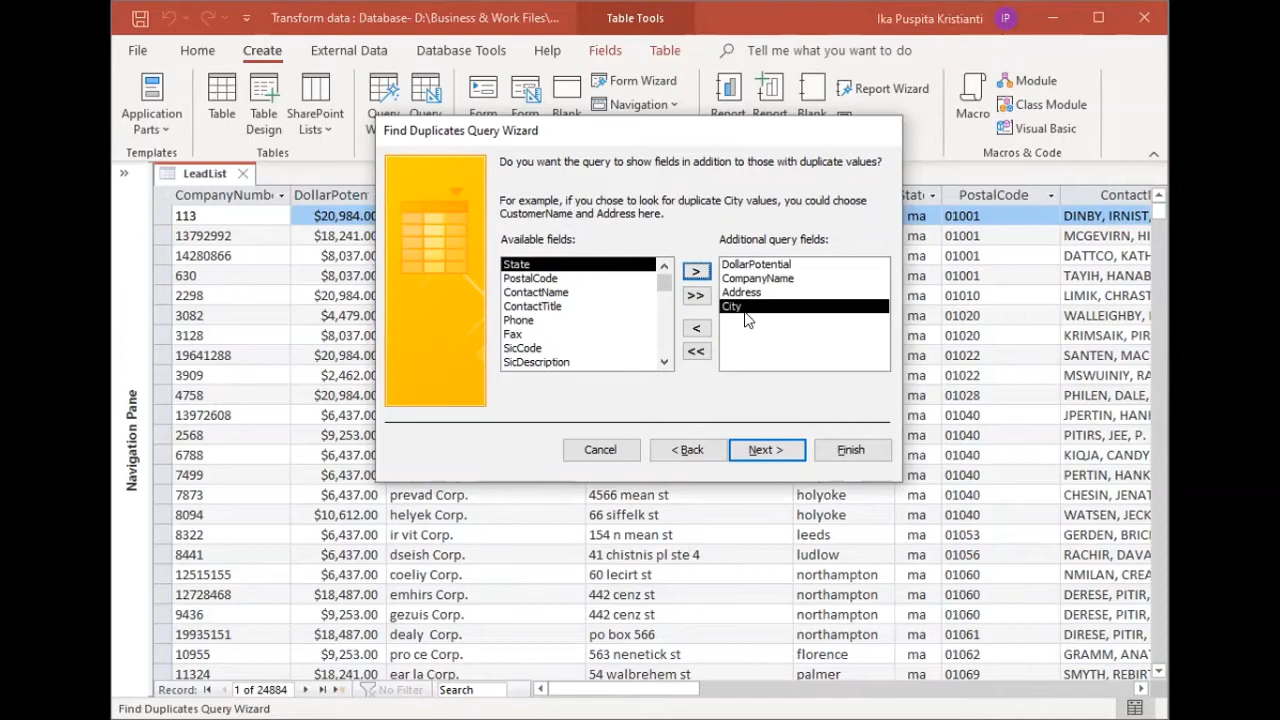 Transform data : Database- D:\Business & Work Files\... Table Tools Ika Puspita Kristianti IP
File Home Create External Data Database Tools Help Fields Table Tell me what you want to do
Application Parts
Templates
Table Table Design SharePoint Lists
Tables
Query
Form Wizard
Navigation
Report Wizard
Macro Module
Class Module
Visual Basic
Macros & Code
Find Duplicates Query Wizard
Do you want the query to show fields in addition to those with duplicate values?
For example, if you chose to look for duplicate City values, you could choose
CustomerName and Address here.
Available fields: Additional query fields:
State
PostalCode
ContactName
ContactTitle
Phone
Fax
SicCode
SicDescription
>
>>
<
<<
DollarPotential
CompanyName
Address
City
Cancel < Back Next > Finish
Navigation Pane
LeadList
CompanyNumb DollarPoten Stat PostalCode Contact
113 $20,984.00 ma 01001 DINBY, IRNIST,
13792992 $18,241.00 ma 01001 MCGEVIRN, H
14280866 $8,037.00 ma 01001 DATTCO, KATH
630 $8,037.00 ma 01001 TAYIH, HANAB
2298 $10,612.00 ma 01010 LIMIK, CHRAST
3082 $4,479.00 ma 01020 WALLEIGHBY,
3128 $8,037.00 ma 01020 KRIMSAIK, PIR
19641288 $20,984.00 ma 01022 SANTEN, MAC
3909 $2,462.00 ma 01022 MSWUINIY, RA
4758 $20,984.00 ma 01028 PHILEN, DALE
13972608 $6,437.00 ma 01040 JPERTIN, HAN
2568 $9,253.00 ma 01040 PITIRS, JEE, P.
6788 $6,437.00 ma 01040 KIQJA, CANDY
7499 $6,437.00 ma 01040 PERTIN, HANK
7873 $6,437.00 prevad Corp. 4566 mean st holyoke ma 01040 CHESIN, JENAT
8094 $10,612.00 helyek Corp. 66 siffelk st holyoke ma 01040 WATSEN, JECK
8322 $6,437.00 ir vit Corp. 154 n mean st leeds ma 01053 GERDEN, BRIC
8441 $6,437.00 dseish Corp. 41 chistnis pl ste 4 ludlow ma 01056 RACHIR, DAVA
12515155 $6,437.00 coeliy Corp. 60 lecirt st northampton ma 01060 NMILAN, CREA
12728468 $18,487.00 emhirs Corp. 442 cenz st northampton ma 01060 DERESE, PITIR
9436 $9,253.00 gezuis Corp. 442 cenz st northampton ma 01060 DERESE, PITIR
19935151 $18,487.00 dealy Corp. po box 566 northampton ma 01061 DIRESE, PITIR,
10955 $9,253.00 pro ce Corp. 563 nenetick st florence ma 01062 GRAMM, ANA
11324 $18,241.00 ear la Corp. 54 walbrehem st palmer ma 01069 SMYTH, REBIR
Record: 1 of 24884 No Filter Search
Find Duplicates Query Wizard